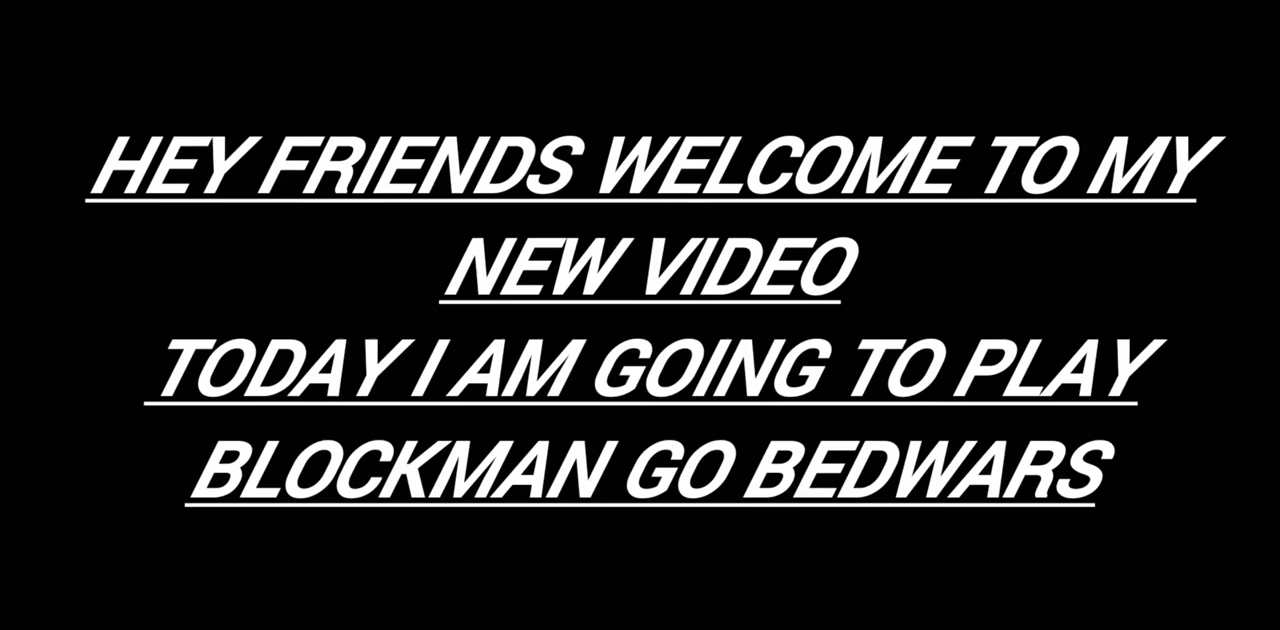 HEY FRIENDS WELCOME TO MY
NEW VIDEO
TODAY I AM GOING TO PLAY
BLOCKMAN GO BEDWARS